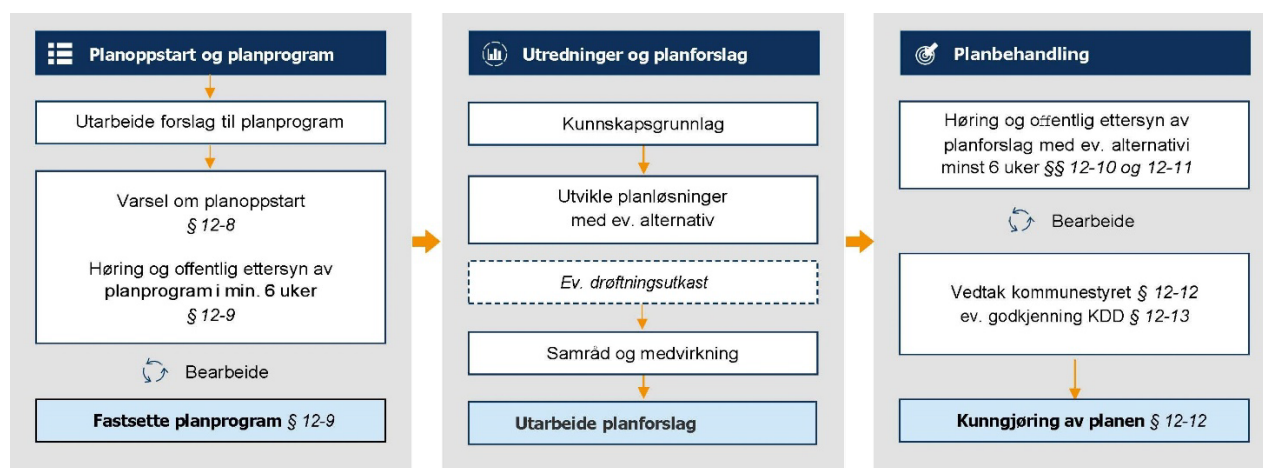 Planoppstart og planprogram
Utarbeide forslag til planprogram
Varsel om planoppstart
§ 12-8
Høring og offentlig ettersyn av
planprogram i min. 6 uker
§ 12-9
Bearbeide
Fastsette planprogram § 12-9
Utredninger og planforslag
Kunnskapsgrunnlag
Utvikle planløsninger
med ev. alternativ
Ev. drøftningsutkast
Samråd og medvirkning
Utarbeide planforslag
Planbehandling
Høring og offentlig ettersyn av
planforslag med ev. alternativi
minst 6 uker §§ 12-10 og 12-11
Bearbeide
Vedtak kommunestyret § 12-12
ev. godkjenning KDD § 12-13
Kunngjøring av planen § 12-12